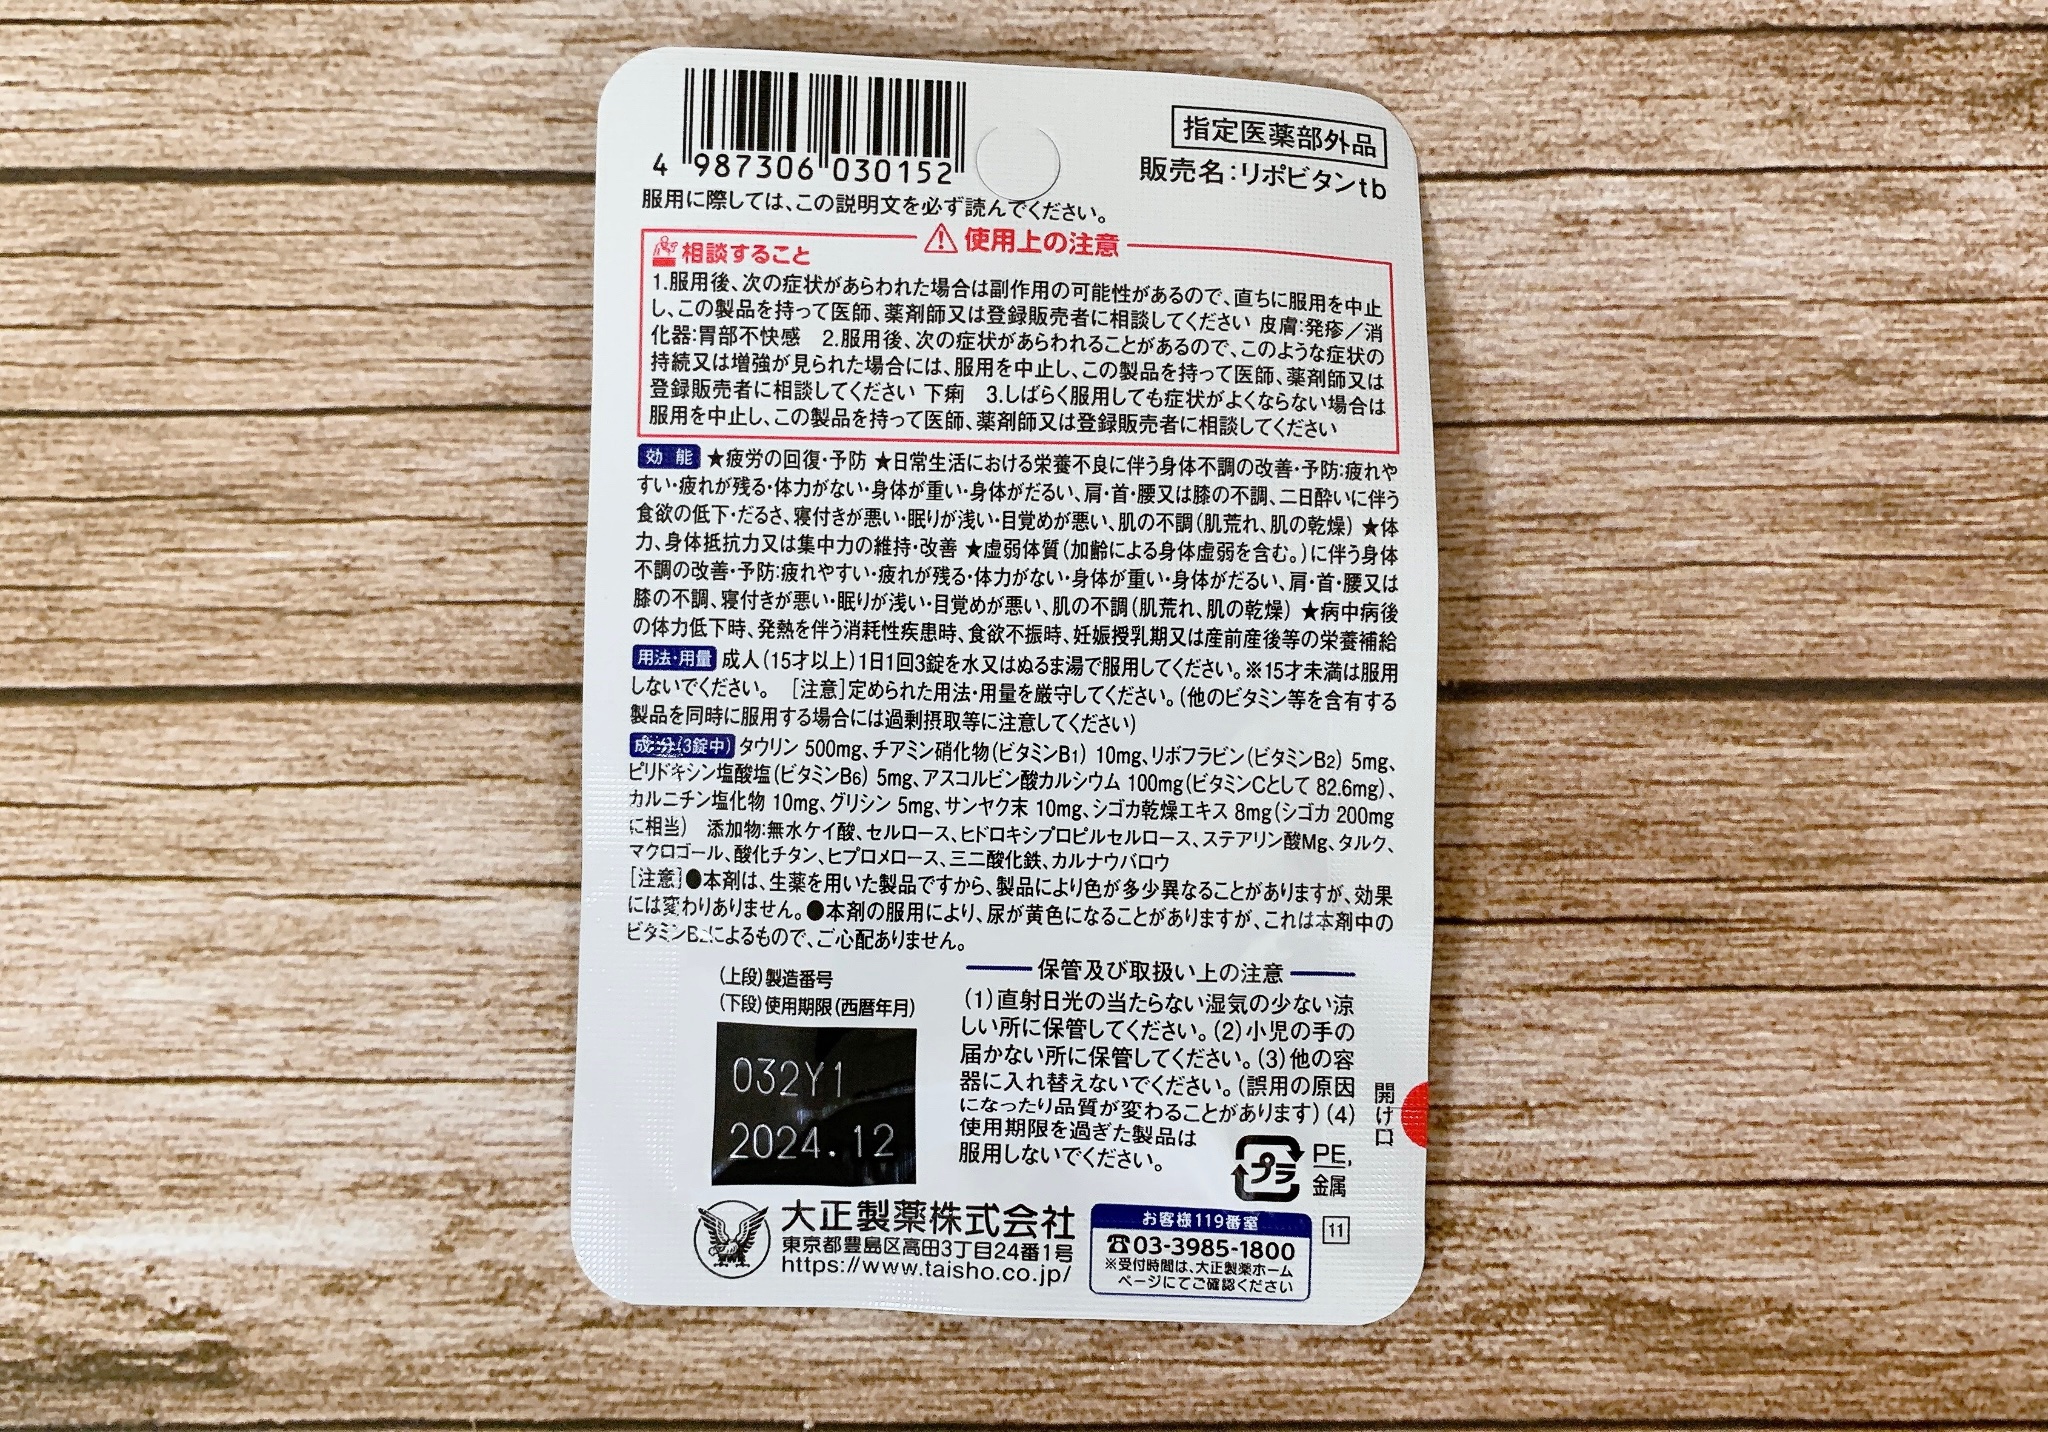 4 987306 030152
指定医薬部外品
販売名：リポビタンtb
服用に際しては、この説明文を必ず読んでください。
使用上の注意
相談すること
1.服用後、次の症状があらわれた場合は副作用の可能性があるので、直ちに服用を中止
し、この製品を持って医師、薬剤師又は登録販売者に相談してください 皮膚：発疹／消
化器：胃部不快感 2.服用後、次の症状があらわれることがあるので、このような症状の
持続又は増強が見られた場合には、服用を中止し、この製品を持って医師、薬剤師又は
登録販売者に相談してください 下痢 3.しばらく服用しても症状がよくならない場合は
服用を中止し、この製品を持って医師、薬剤師又は登録販売者に相談してください
効 能 ★疲労の回復・予防 ★日常生活における栄養不良に伴う身体不調の改善・予防：疲れや
すい・疲れが残る・体力がない・身体が重い・身体がだるい、肩・首・腰又は膝の不調、二日酔いに伴う
食欲の低下・だるさ、寝付きが悪い・眠りが浅い・目覚めが悪い、肌の不調（肌荒れ、肌の乾燥） ★体
力、身体抵抗力又は集中力の維持・改善 ★虚弱体質（加齢による身体虚弱を含む。）に伴う身体
不調の改善・予防：疲れやすい・疲れが残る・体力がない・身体が重い・身体がだるい、肩・首・腰又は
膝の不調、寝付きが悪い・眠りが浅い・目覚めが悪い、肌の不調（肌荒れ、肌の乾燥） ★病中病後
の体力低下時、発熱を伴う消耗性疾患時、食欲不振時、妊娠授乳期又は産前産後等の栄養補給
用法・用量 成人（15才以上）1日1回3錠を水又はぬるま湯で服用してください。※15才未満は服用
しないでください。 ［注意］定められた用法・用量を厳守してください。（他のビタミン等を含有する
製品を同時に服用する場合には過剰摂取等に注意してください）
成分（3錠中） タウリン 500mg、チアミン硝化物（ビタミンB1） 10mg、リボフラビン（ビタミンB2） 5mg、
ピリドキシン塩酸塩（ビタミンB6） 5mg、アスコルビン酸カルシウム 100mg（ビタミンCとして 82.6mg）、
カルニチン塩化物 10mg、グリシン 5mg、サンヤク末 10mg、シゴカ乾燥エキス 8mg（シゴカ 200mg
に相当） 添加物：無水ケイ酸、セルロース、ヒドロキシプロピルセルロース、ステアリン酸Mg、タルク、
マクロゴール、酸化チタン、ヒプロメロース、三二酸化鉄、カルナウバロウ
［注意］●本剤は、生薬を用いた製品ですから、製品により色が多少異なることがありますが、効果
には変わりありません。●本剤の服用により、尿が黄色になることがありますが、これは本剤中の
ビタミンB2によるもので、ご心配ありません。
（上段）製造番号
（下段）使用期限（西暦年月）
032Y1
2024.12
保管及び取扱い上の注意
（1）直射日光の当たらない湿気の少ない涼
しい所に保管してください。（2）小児の手の
届かない所に保管してください。（3）他の容
器に入れ替えないでください。（誤用の原因
になったり品質が変わることがあります）（4）
使用期限を過ぎた製品は
服用しないでください。
開け口
プラ
PE,
金属
大正製薬株式会社
東京都豊島区高田3丁目24番1号
https://www.taisho.co.jp/
お客様119番室
☎03-3985-1800
※受付時間は、大正製薬ホーム
ページにてご確認ください
11